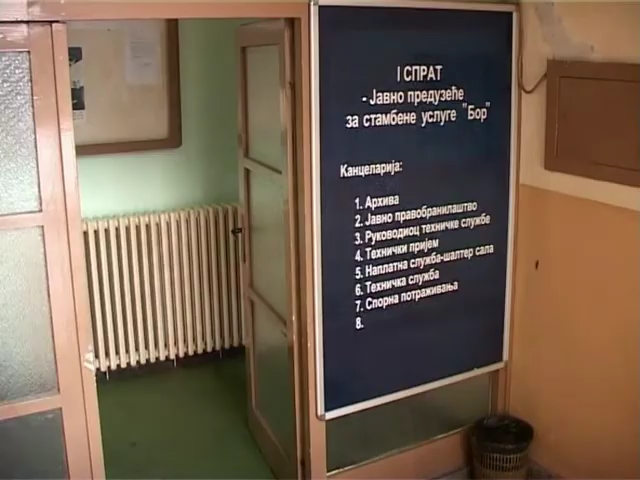 I СПРАТ
- Јавно предузеће
за стамбене услуге "Бор"
Канцеларија:
1. Архива
2. Јавно правобранилаштво
3. Руководиоц техничке службе
4. Технички пријем
5. Наплатна служба-шалтер сала
6. Техничка служба
7. Спорна потраживања
8.